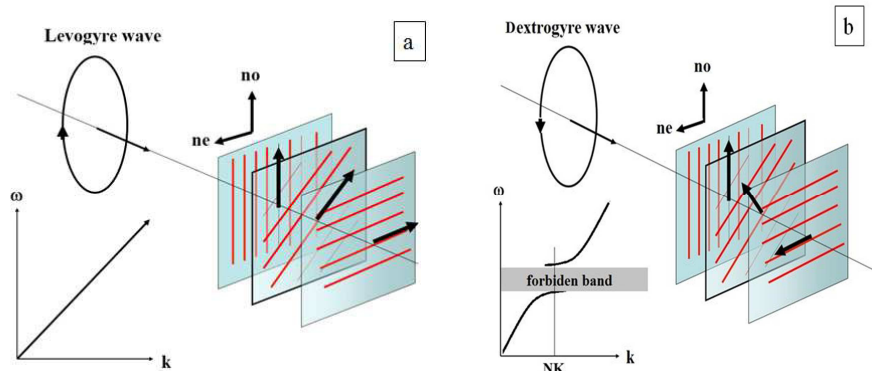 Levogyre wave
a
no
ne
ω
k
Dextrogyre wave
b
no
ne
ω
forbiden band
k
NK